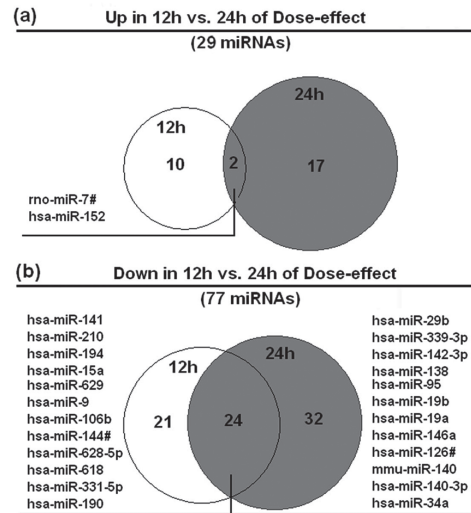 (a) Up in 12h vs. 24h of Dose-effect
(29 miRNAs)
24h
12h
10 2 17
rno-miR-7#
hsa-miR-152
(b) Down in 12h vs. 24h of Dose-effect
(77 miRNAs)
hsa-miR-141
hsa-miR-210
hsa-miR-194
hsa-miR-15a
hsa-miR-629
hsa-miR-9
hsa-miR-106b
hsa-miR-144#
hsa-miR-628-5p
hsa-miR-618
hsa-miR-331-5p
hsa-miR-190
12h
24h
21 24 32
hsa-miR-29b
hsa-miR-339-3p
hsa-miR-142-3p
hsa-miR-138
hsa-miR-95
hsa-miR-19b
hsa-miR-19a
hsa-miR-146a
hsa-miR-126#
mmu-miR-140
hsa-miR-140-3p
hsa-miR-34a